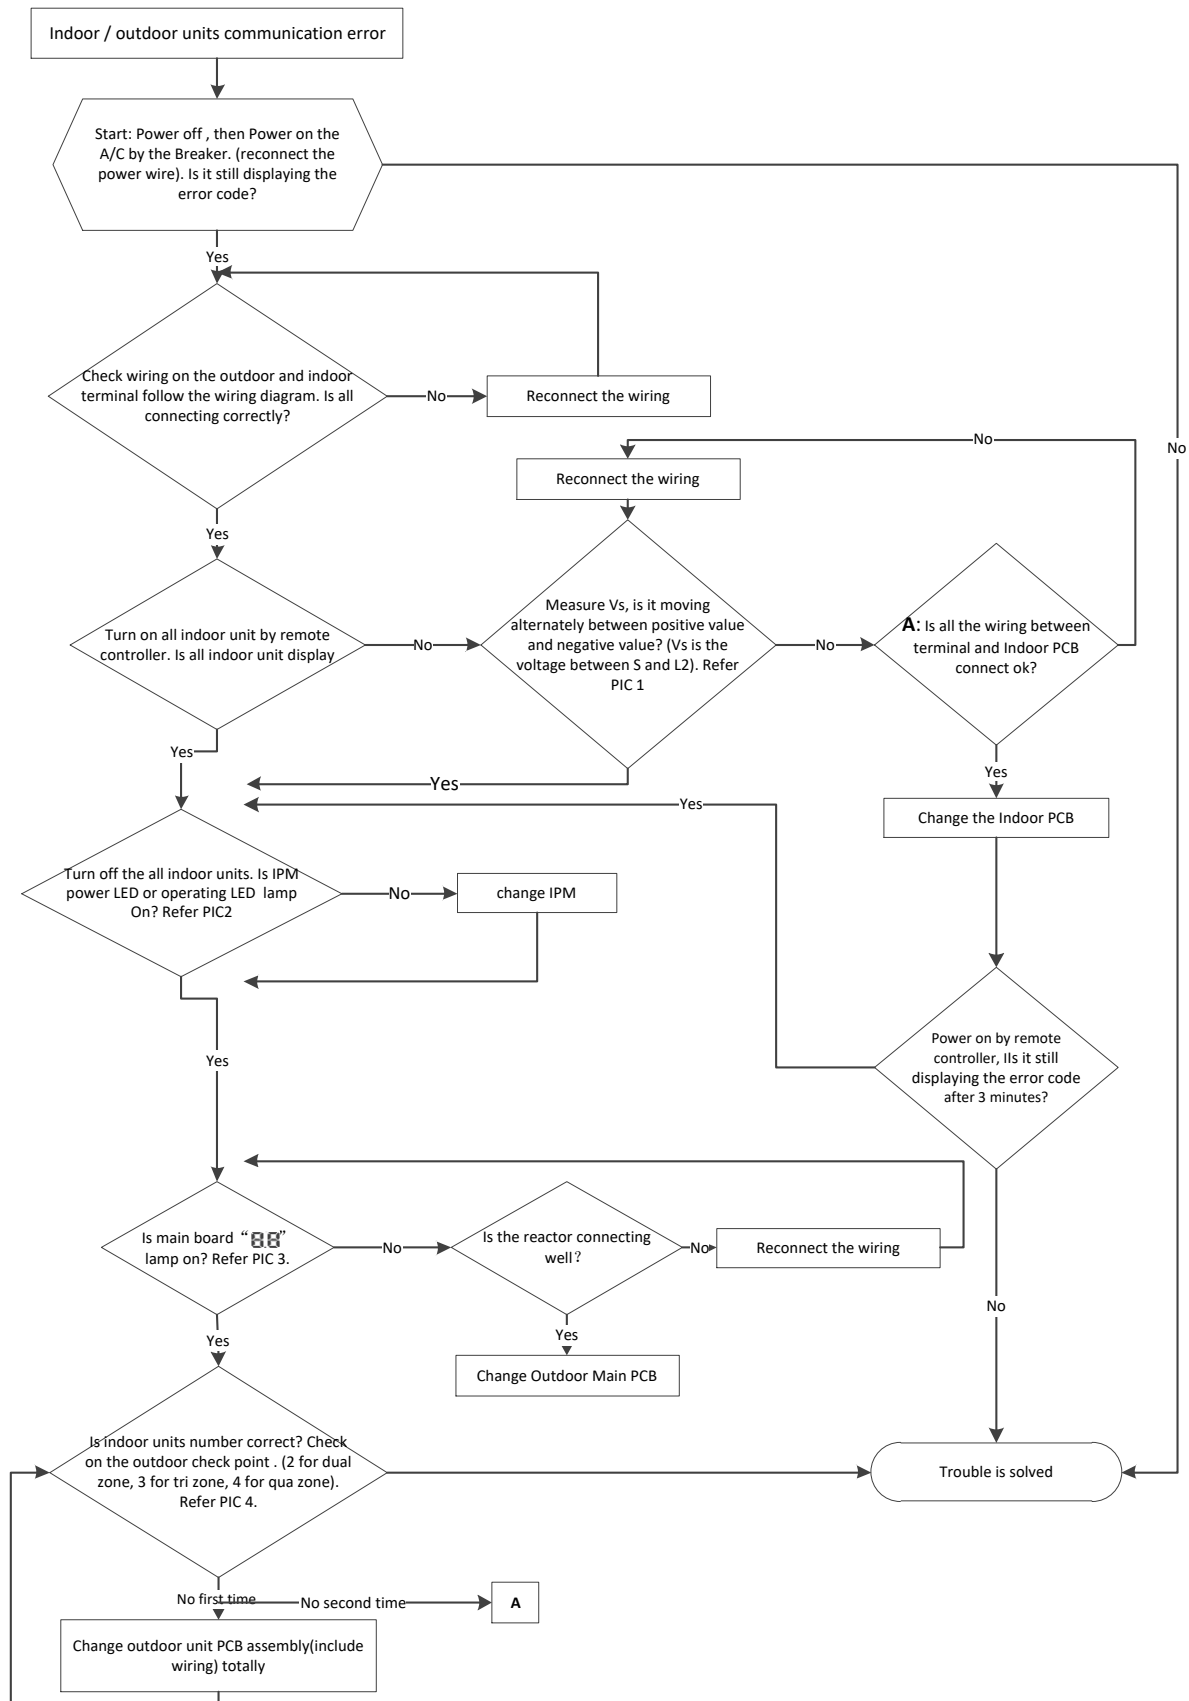 Indoor / outdoor units communication error
Start: Power off , then Power on the
A/C by the Breaker. (reconnect the
power wire). Is it still displaying the
error code?
Yes
No
Check wiring on the outdoor and indoor
terminal follow the wiring diagram. Is all
connecting correctly?
No
Reconnect the wiring
Yes
No
Reconnect the wiring
Turn on all indoor unit by remote
controller. Is all indoor unit display
No
Measure Vs, is it moving
alternately between positive value
and negative value? (Vs is the
voltage between S and L2). Refer
PIC 1
No
A: Is all the wiring between
terminal and Indoor PCB
connect ok?
Yes
Yes
Yes
Yes
Change the Indoor PCB
Turn off the all indoor units. Is IPM
power LED or operating LED lamp
On? Refer PIC2
No
change IPM
Yes
Power on by remote
controller, IIs it still
displaying the error code
after 3 minutes?
No
Is main board “8.8”
lamp on? Refer PIC 3.
No
Is the reactor connecting
well？
No
Reconnect the wiring
Yes
Yes
Change Outdoor Main PCB
Is indoor units number correct? Check
on the outdoor check point . (2 for dual
zone, 3 for tri zone, 4 for qua zone).
Refer PIC 4.
Trouble is solved
No first time
No second time
A
Change outdoor unit PCB assembly(include
wiring) totally